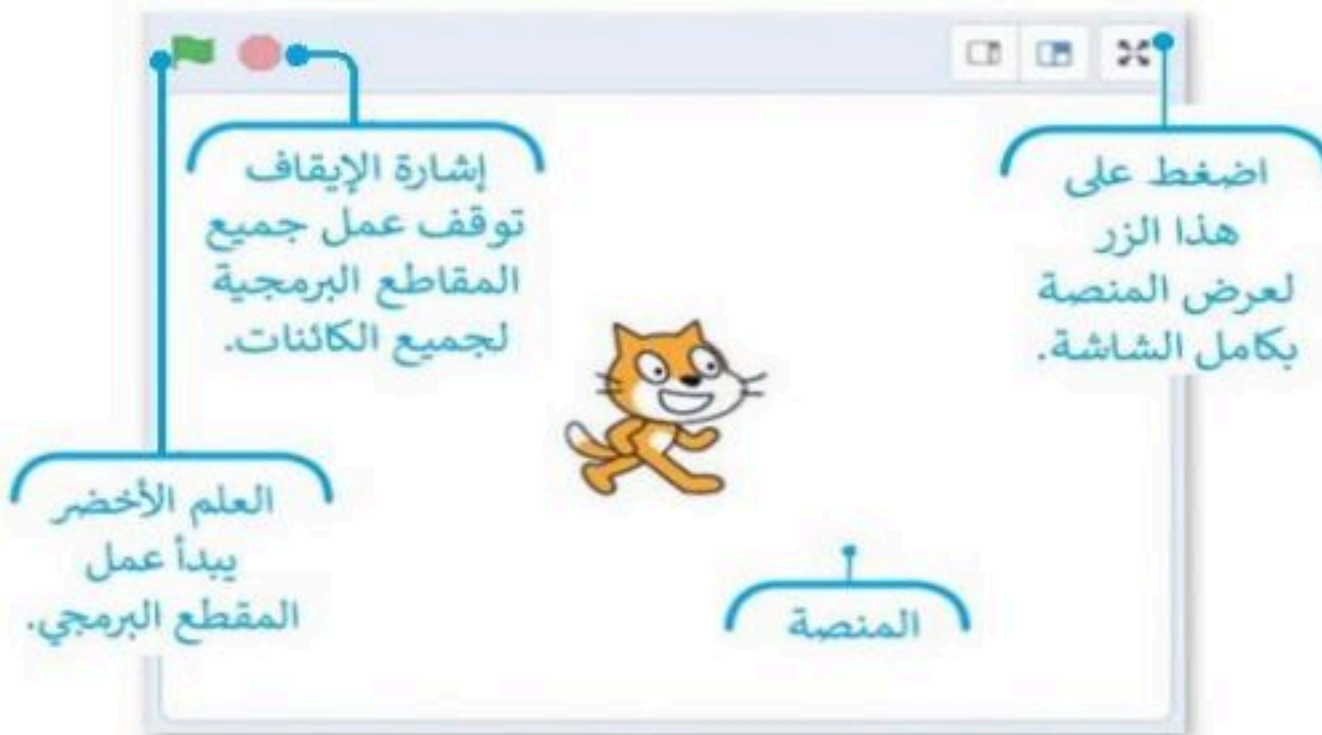 إشارة الإيقاف
توقف عمل جميع
المقاطع البرمجية
لجميع الكائنات.
اضغط على
هذا الزر
لعرض المنصة
بكامل الشاشة.
العلم الأخضر
يبدأ عمل
المقطع البرمجي.
المنصة